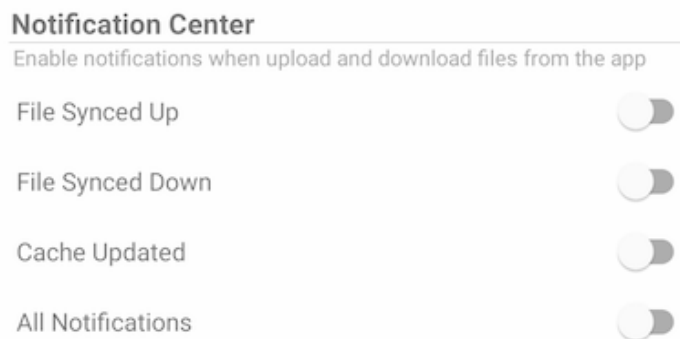 Notification Center
Enable notifications when upload and download files from the app
File Synced Up
File Synced Down
Cache Updated
All Notifications